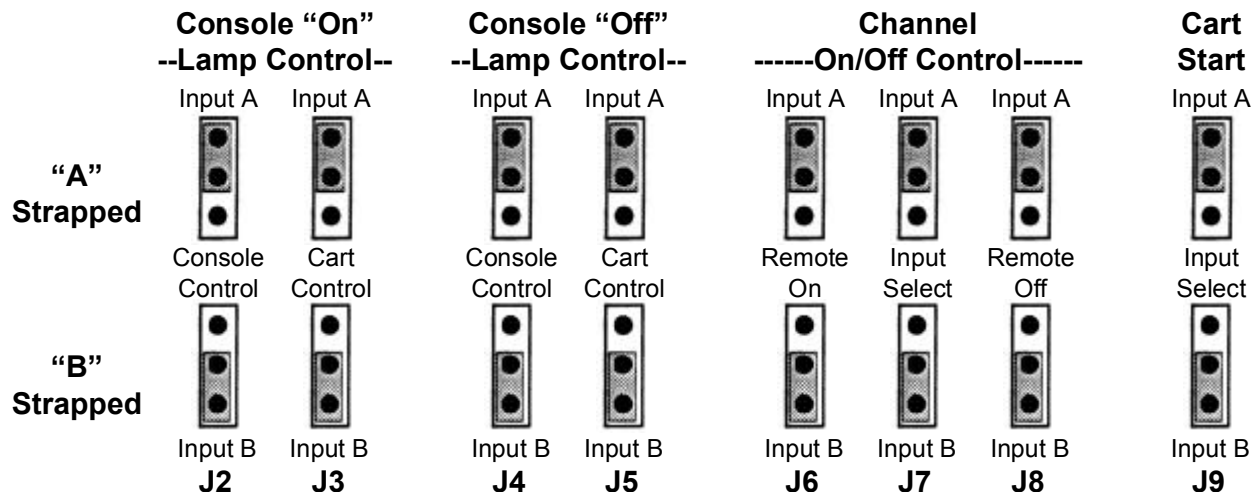 Console “On” Console “Off” Channel Cart
--Lamp Control-- --Lamp Control-- ------On/Off Control------ Start
Input A Input A Input A Input A Input A Input A Input A Input A
“A”
Strapped
Console Cart Console Cart Remote Input Remote Input
Control Control Control Control On Select Off Select
“B”
Strapped
Input B Input B Input B Input B Input B Input B Input B Input B
J2 J3 J4 J5 J6 J7 J8 J9